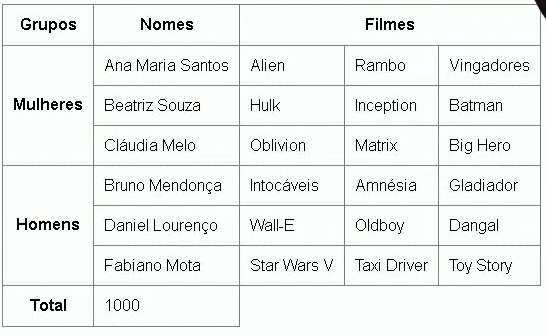 Grupos Nomes Filmes
Ana Maria Santos Alien Rambo Vingadores
Mulheres Beatriz Souza Hulk Inception Batman
Cláudia Melo Oblivion Matrix Big Hero
Bruno Mendonça Intocáveis Amnésia Gladiador
Homens Daniel Lourenço Wall-E Oldboy Dangal
Fabiano Mota Star Wars V Taxi Driver Toy Story
Total 1000